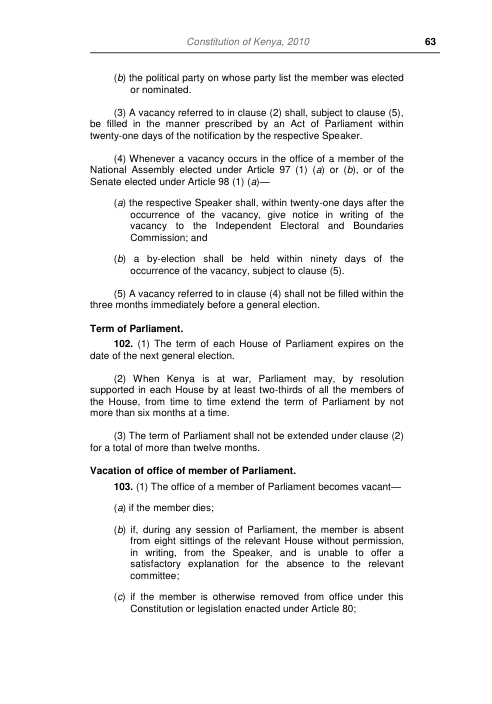 Constitution of Kenya, 2010 63
(b) the political party on whose party list the member was elected
or nominated.
(3) A vacancy referred to in clause (2) shall, subject to clause (5),
be filled in the manner prescribed by an Act of Parliament within
twenty-one days of the notification by the respective Speaker.
(4) Whenever a vacancy occurs in the office of a member of the
National Assembly elected under Article 97 (1) (a) or (b), or of the
Senate elected under Article 98 (1) (a)—
(a) the respective Speaker shall, within twenty-one days after the
occurrence of the vacancy, give notice in writing of the
vacancy to the Independent Electoral and Boundaries
Commission; and
(b) a by-election shall be held within ninety days of the
occurrence of the vacancy, subject to clause (5).
(5) A vacancy referred to in clause (4) shall not be filled within the
three months immediately before a general election.
Term of Parliament.
102. (1) The term of each House of Parliament expires on the
date of the next general election.
(2) When Kenya is at war, Parliament may, by resolution
supported in each House by at least two-thirds of all the members of
the House, from time to time extend the term of Parliament by not
more than six months at a time.
(3) The term of Parliament shall not be extended under clause (2)
for a total of more than twelve months.
Vacation of office of member of Parliament.
103. (1) The office of a member of Parliament becomes vacant—
(a) if the member dies;
(b) if, during any session of Parliament, the member is absent
from eight sittings of the relevant House without permission,
in writing, from the Speaker, and is unable to offer a
satisfactory explanation for the absence to the relevant
committee;
(c) if the member is otherwise removed from office under this
Constitution or legislation enacted under Article 80;